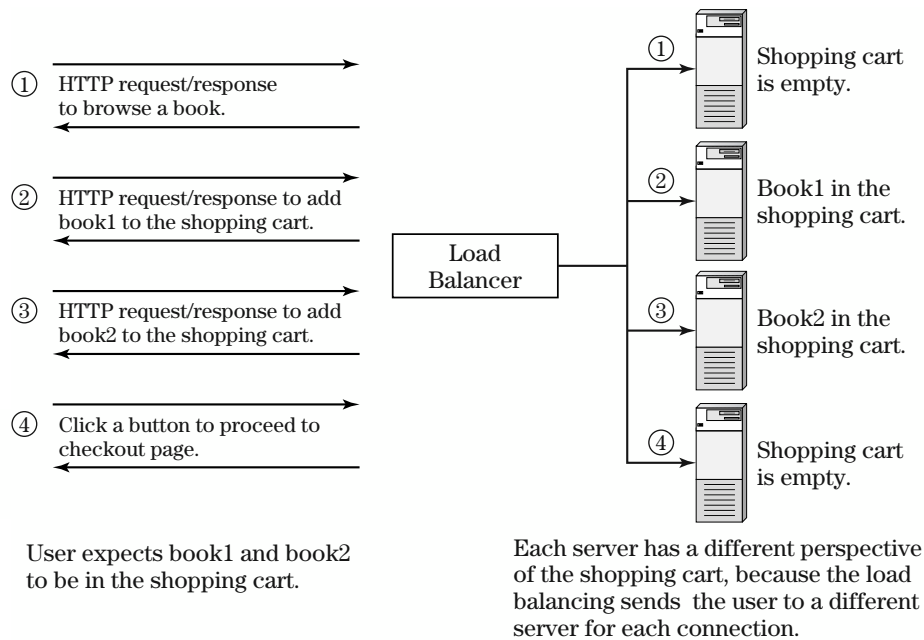 ①
HTTP request/response
to browse a book.
②
HTTP request/response to add
book1 to the shopping cart.
③
HTTP request/response to add
book2 to the shopping cart.
④
Click a button to proceed to
checkout page.
User expects book1 and book2
to be in the shopping cart.
Load
Balancer
①
Shopping cart
is empty.
②
Book1 in the
shopping cart.
③
Book2 in the
shopping cart.
④
Shopping cart
is empty.
Each server has a different perspective
of the shopping cart, because the load
balancing sends the user to a different
server for each connection.